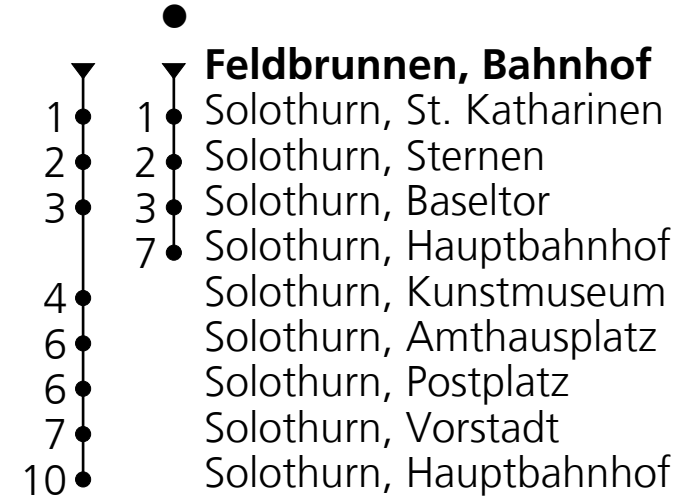 Feldbrunnen, Bahnhof
1 1 Solothurn, St. Katharinen
2 2 Solothurn, Sternen
3 3 Solothurn, Baseltor
7 Solothurn, Hauptbahnhof
4 Solothurn, Kunstmuseum
6 Solothurn, Amthausplatz
6 Solothurn, Postplatz
7 Solothurn, Vorstadt
10 Solothurn, Hauptbahnhof